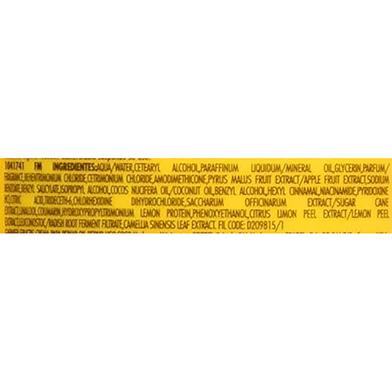 1041741 FM INGREDIENTES:AQUA/WATER,CETEARYL ALCOHOL,PARAFFINUM LIQUIDUM/MINERAL OIL,GLYCERIN,PARFUM/
FRAGRANCE,BEHENTRIMONIUM CHLORIDE,CETRIMONIUM CHLORIDE,AMODIMETHICONE,PYRUS MALUS FRUIT EXTRACT/APPLE FRUIT EXTRACT,SODIUM
BENZYL SALICYLATE,ISOPROPYL ALCOHOL,COCOS NUCIFERA OIL/COCONUT OIL,BENZYL ALCOHOL,HEXYL CINNAMAL,NIACINAMIDE,PYRIDOXINE
HCL,CITRIC ACID,TRIDECETH-6,CHLORHEXIDINE DIHYDROCHLORIDE,SACCHARUM OFFICINARUM EXTRACT/SUGAR CANE
EXTRACT,LINALOOL,COUMARIN,HYDROXYPROPYLTRIMONIUM LEMON PROTEIN,PHENOXYETHANOL,CITRUS LIMON PEEL EXTRACT/LEMON PEEL
EXTRACT,LEUCONOSTOC/RADISH ROOT FERMENT FILTRATE,CAMELLIA SINENSIS LEAF EXTRACT. FIL CODE: D209815/1